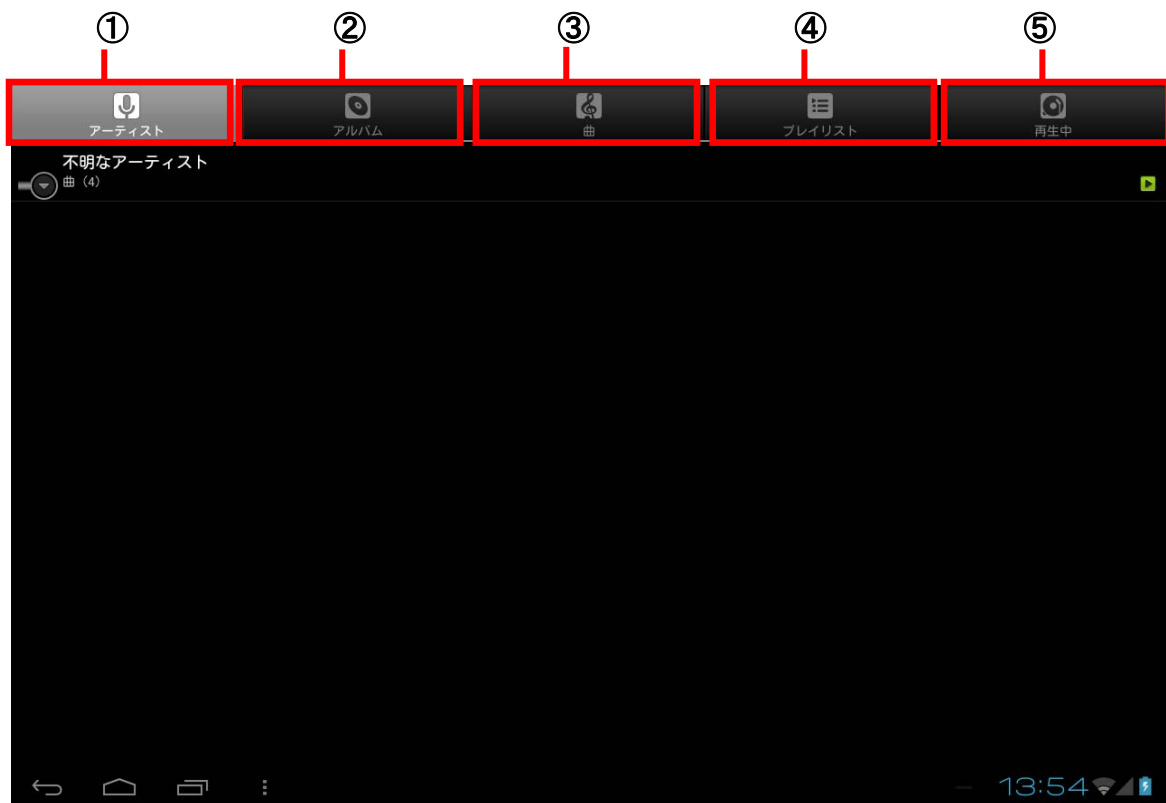 ① ② ③ ④ ⑤
アーティスト アルバム 曲 プレイリスト 再生中
不明なアーティスト
曲（4）
13:54